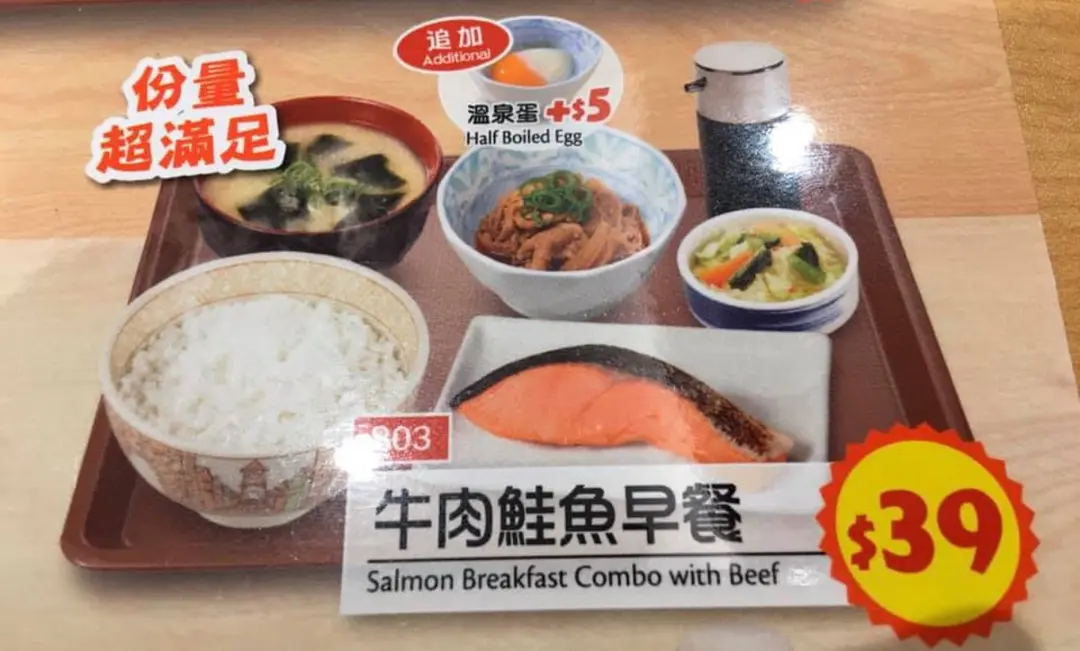 追加
Additional
份量
超滿足
溫泉蛋 +$5
Half Boiled Egg
803
牛肉鮭魚早餐
Salmon Breakfast Combo with Beef
$39